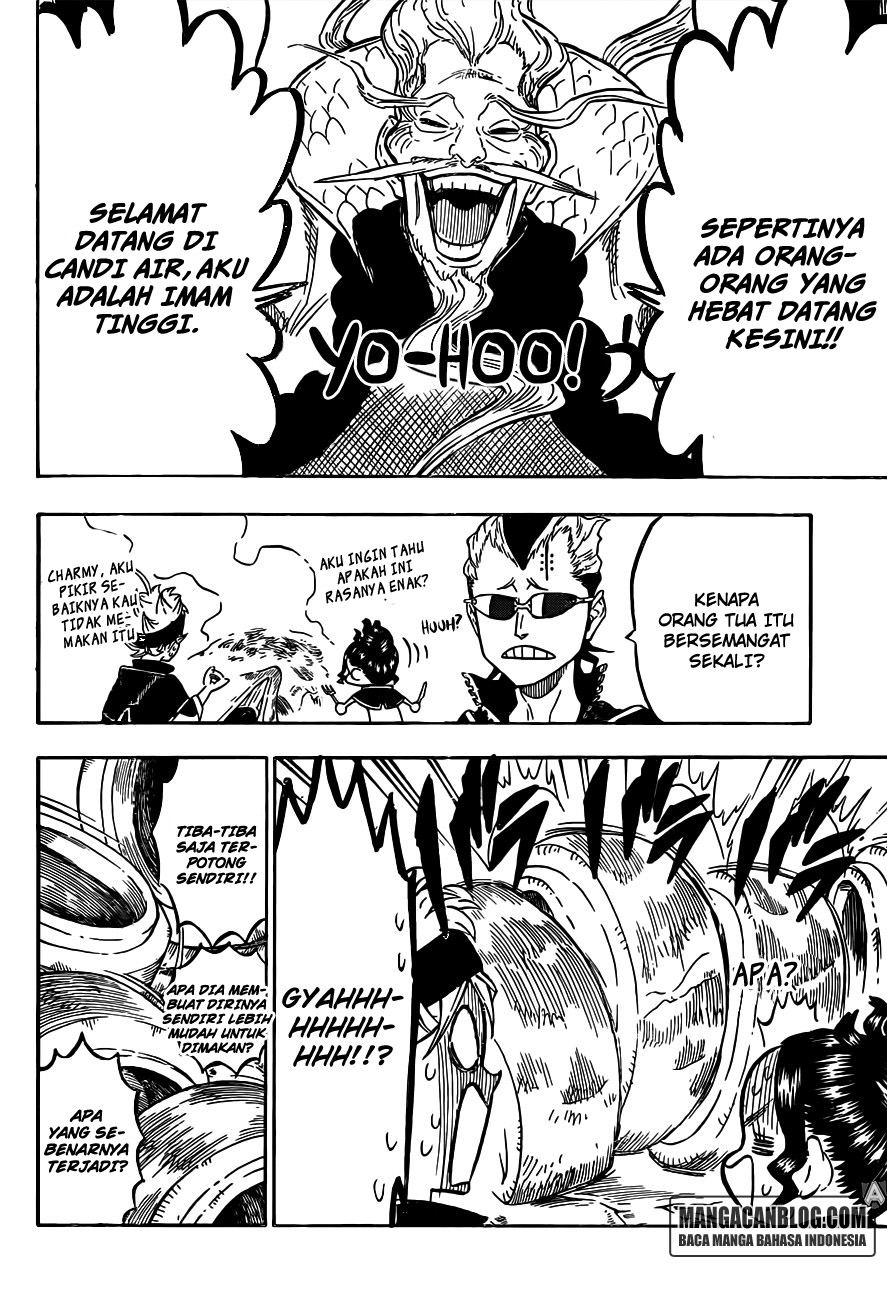 SEPERTINYA
ADA ORANG-
ORANG YANG
HEBAT DATANG
KESINI!!
SELAMAT
DATANG DI
CANDI AIR, AKU
ADALAH IMAM
TINGGI.
YO-HOO!
KENAPA
ORANG TUA ITU
BERSEMANGAT
SEKALI?
HUUH?
AKU INGIN TAHU
APAKAH INI
RASANYA ENAK?
CHARMY, AKU
PIKIR SE-
BAIKNYA KAU
TIDAK ME-
MAKAN ITU
APA?
GYAHHH-
HHHHH-
HHH!!?
TIBA-TIBA
SAJA TER-
POTONG
SENDIRI!!
APA DIA MEM-
BUAT DIRINYA
SENDIRI LEBIH
MUDAH UNTUK
DIMAKAN?
APA
YANG SE-
BENARNYA
TERJADI?
MANGACANBLOG.COM
BACA MANGA BAHASA INDONESIA